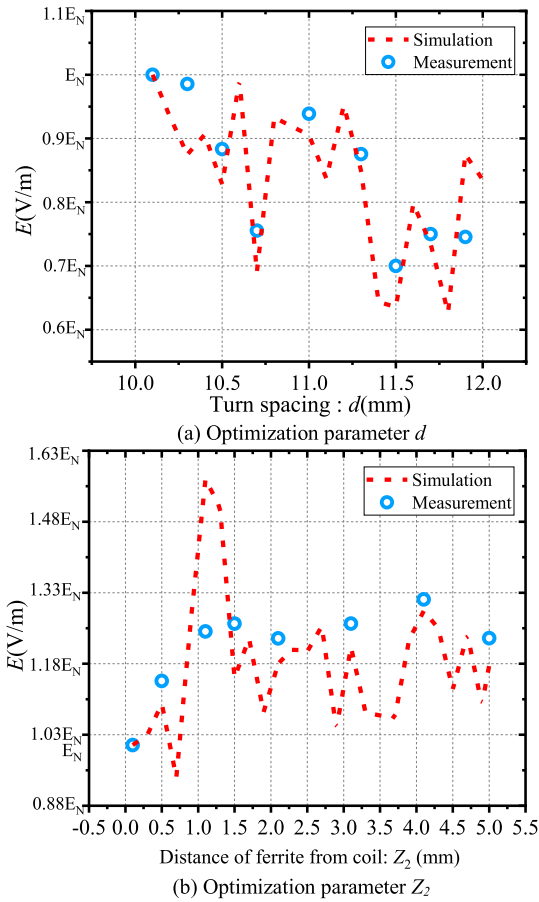 1.1E_N
E_N
0.9E_N
0.8E_N
0.7E_N
0.6E_N
E(V/m)
Simulation
Measurement
10.0 10.5 11.0 11.5 12.0
Turn spacing : d(mm)
(a) Optimization parameter d
1.63E_N
1.48E_N
1.33E_N
1.18E_N
1.03E_N
E_N
0.88E_N
E(V/m)
Simulation
Measurement
-0.5 0.0 0.5 1.0 1.5 2.0 2.5 3.0 3.5 4.0 4.5 5.0 5.5
Distance of ferrite from coil: Z_2 (mm)
(b) Optimization parameter Z_2